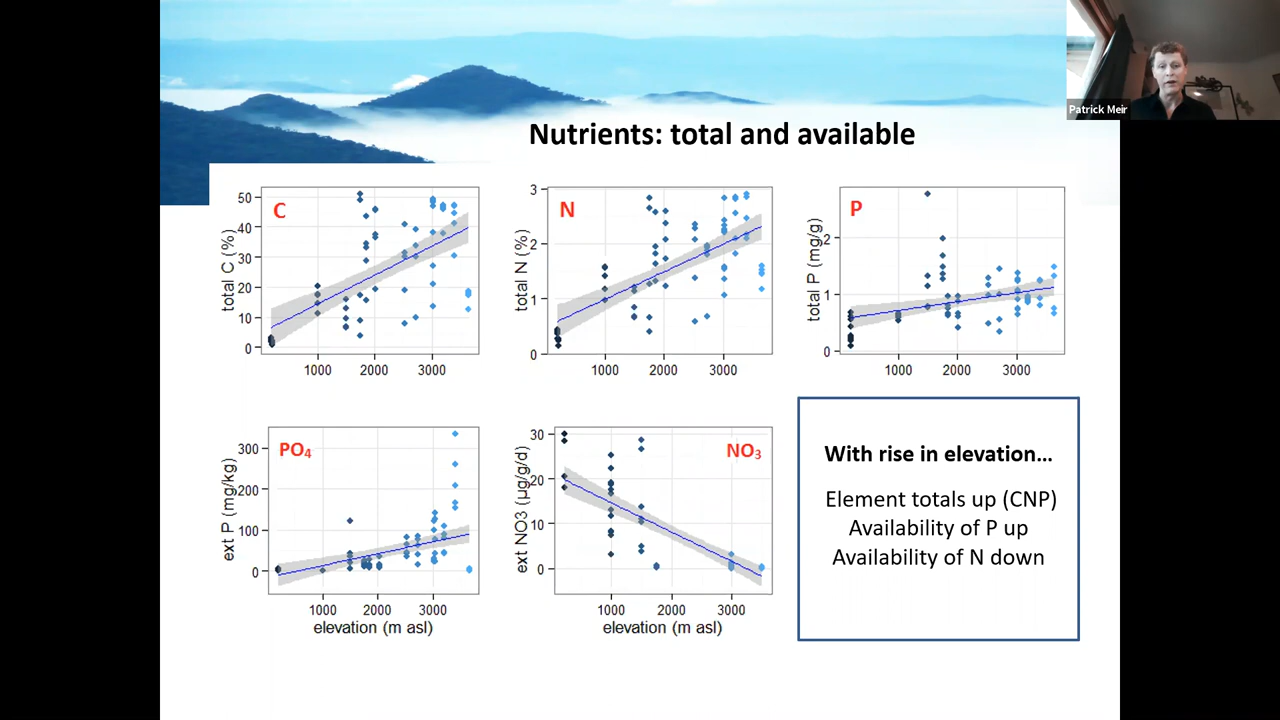 Patrick Meir
Nutrients: total and available
C
total C (%)
50
40
30
20
10
0
1000 2000 3000
N
total N (%)
3
2
1
0
1000 2000 3000
P
total P (mg/g)
2
1
0
1000 2000 3000
PO4
ext P (mg/kg)
300
200
100
0
1000 2000 3000
elevation (m asl)
NO3
ext NO3 (µg/g/d)
30
20
10
0
1000 2000 3000
elevation (m asl)
With rise in elevation...
Element totals up (CNP)
Availability of P up
Availability of N down